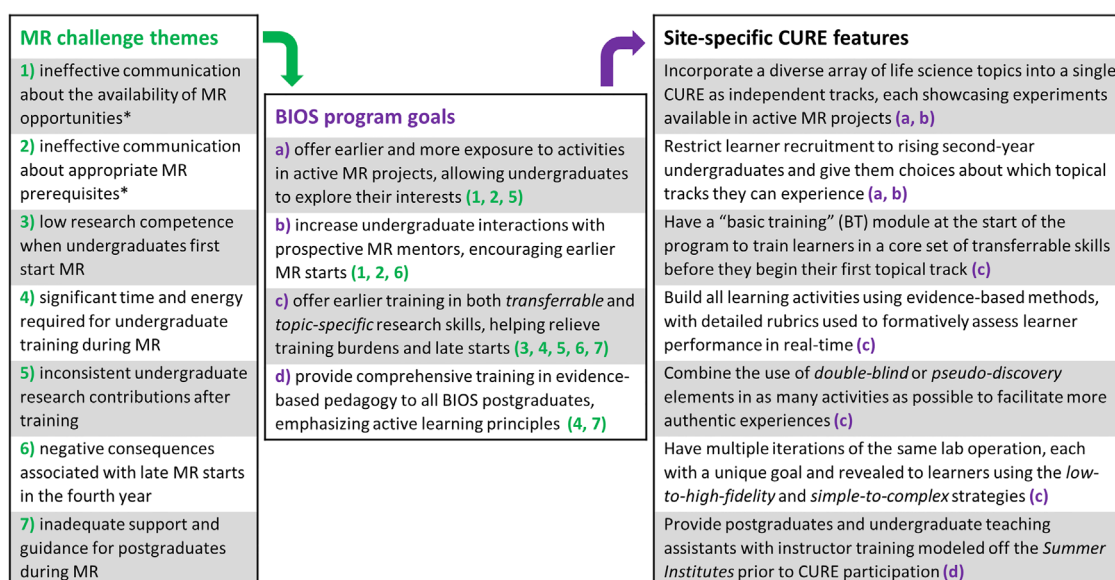 MR challenge themes
1) ineffective communication
about the availability of MR
opportunities*
2) ineffective communication
about appropriate MR
prerequisites*
3) low research competence
when undergraduates first
start MR
4) significant time and energy
required for undergraduate
training during MR
5) inconsistent undergraduate
research contributions after
training
6) negative consequences
associated with late MR starts
in the fourth year
7) inadequate support and
guidance for postgraduates
during MR
BIOS program goals
a) offer earlier and more exposure to activities
in active MR projects, allowing undergraduates
to explore their interests (1, 2, 5)
b) increase undergraduate interactions with
prospective MR mentors, encouraging earlier
MR starts (1, 2, 6)
c) offer earlier training in both transferrable and
topic-specific research skills, helping relieve
training burdens and late starts (3, 4, 5, 6, 7)
d) provide comprehensive training in evidence-
based pedagogy to all BIOS postgraduates,
emphasizing active learning principles (4, 7)
Site-specific CURE features
Incorporate a diverse array of life science topics into a single
CURE as independent tracks, each showcasing experiments
available in active MR projects (a, b)
Restrict learner recruitment to rising second-year
undergraduates and give them choices about which topical
tracks they can experience (a, b)
Have a “basic training” (BT) module at the start of the
program to train learners in a core set of transferrable skills
before they begin their first topical track (c)
Build all learning activities using evidence-based methods,
with detailed rubrics used to formatively assess learner
performance in real-time (c)
Combine the use of double-blind or pseudo-discovery
elements in as many activities as possible to facilitate more
authentic experiences (c)
Have multiple iterations of the same lab operation, each
with a unique goal and revealed to learners using the low-
to-high-fidelity and simple-to-complex strategies (c)
Provide postgraduates and undergraduate teaching
assistants with instructor training modeled off the Summer
Institutes prior to CURE participation (d)